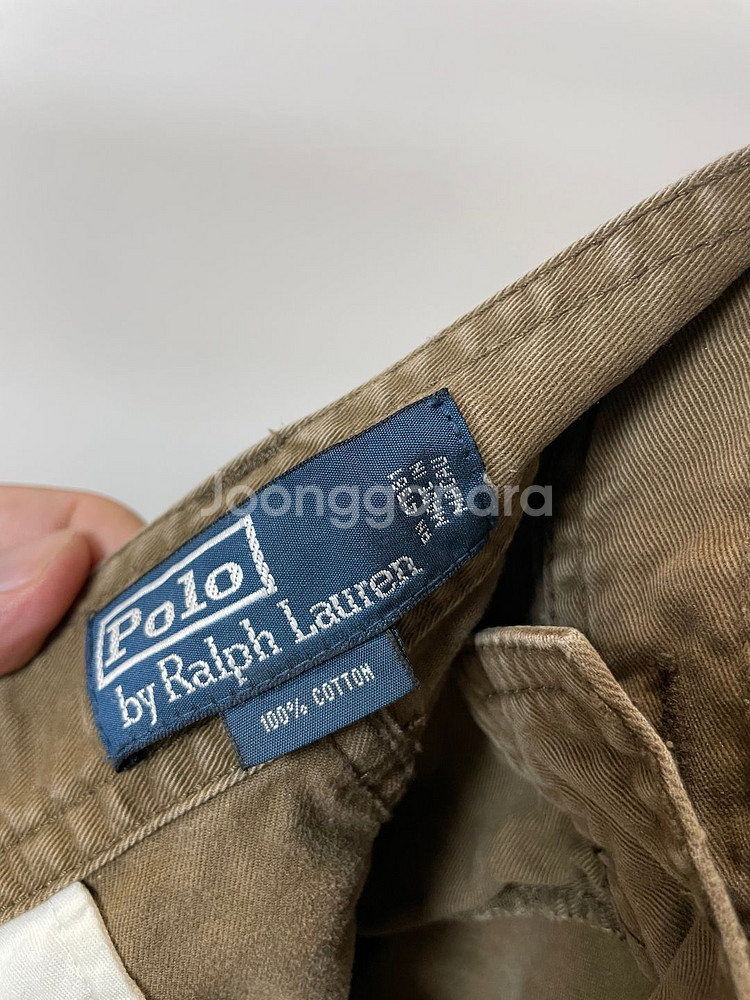 Polo
by Ralph Lauren
100% COTTON
Joonggonara